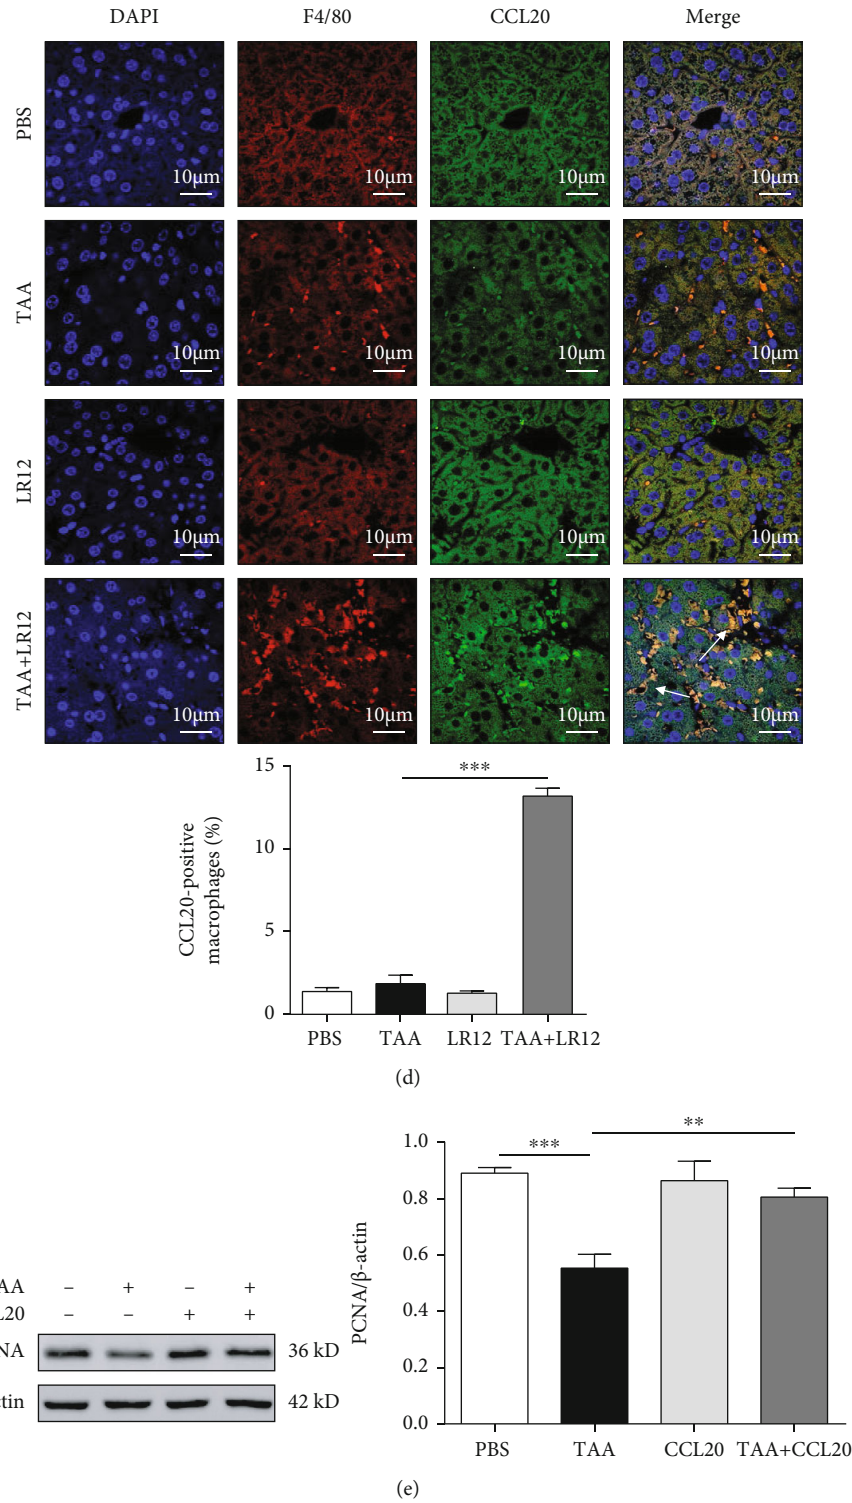 DAPI F4/80 CCL20 Merge
PBS
10μm 10μm 10μm 10μm
TAA
10μm 10μm 10μm 10μm
LR12
10μm 10μm 10μm 10μm
TAA+LR12
10μm 10μm 10μm 10μm
CCL20-positive
macrophages (%)
15
10
5
0
***
PBS TAA LR12 TAA+LR12
(d)
AA – + – +
L20 – – + +
NA 36 kD
ctin 42 kD
PCNA/β-actin
1.0
0.8
0.6
0.4
0.2
0.0
***
**
PBS TAA CCL20 TAA+CCL20
(e)